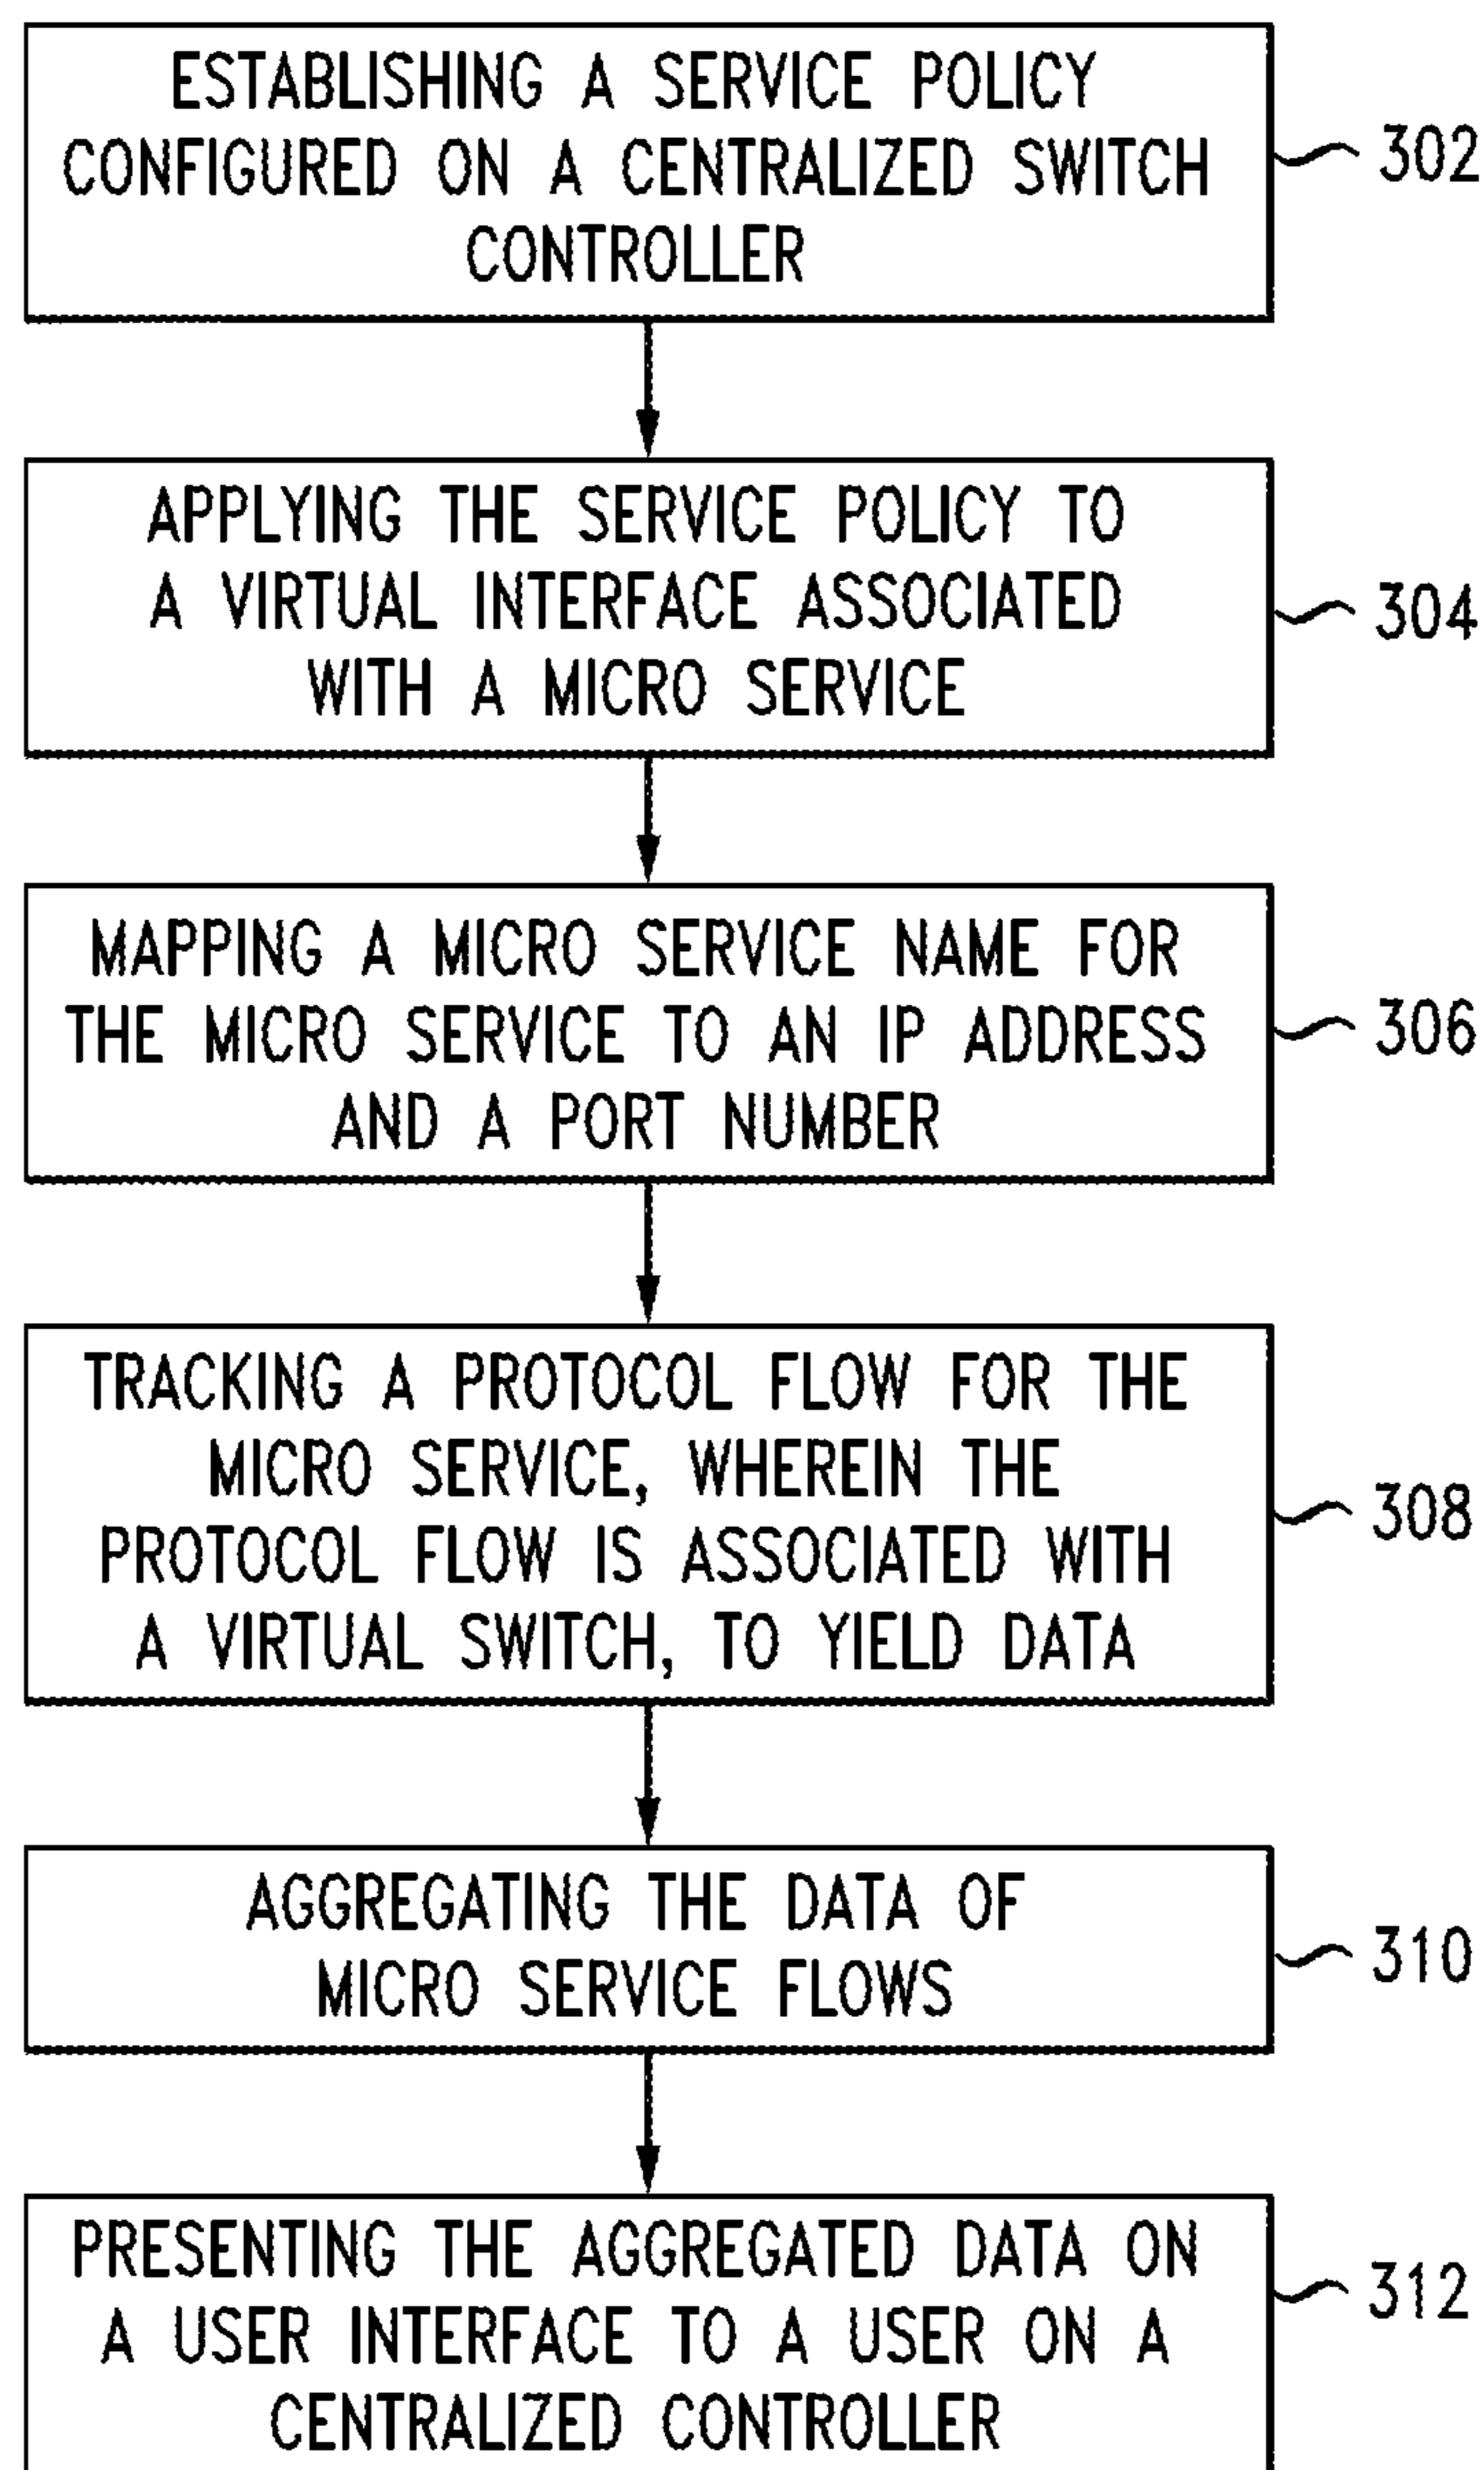 ESTABLISHING A SERVICE POLICY
CONFIGURED ON A CENTRALIZED SWITCH
CONTROLLER
302
APPLYING THE SERVICE POLICY TO
A VIRTUAL INTERFACE ASSOCIATED
WITH A MICRO SERVICE
304
MAPPING A MICRO SERVICE NAME FOR
THE MICRO SERVICE TO AN IP ADDRESS
AND A PORT NUMBER
306
TRACKING A PROTOCOL FLOW FOR THE
MICRO SERVICE, WHEREIN THE
PROTOCOL FLOW IS ASSOCIATED WITH
A VIRTUAL SWITCH, TO YIELD DATA
308
AGGREGATING THE DATA OF
MICRO SERVICE FLOWS
310
PRESENTING THE AGGREGATED DATA ON
A USER INTERFACE TO A USER ON A
CENTRALIZED CONTROLLER
312